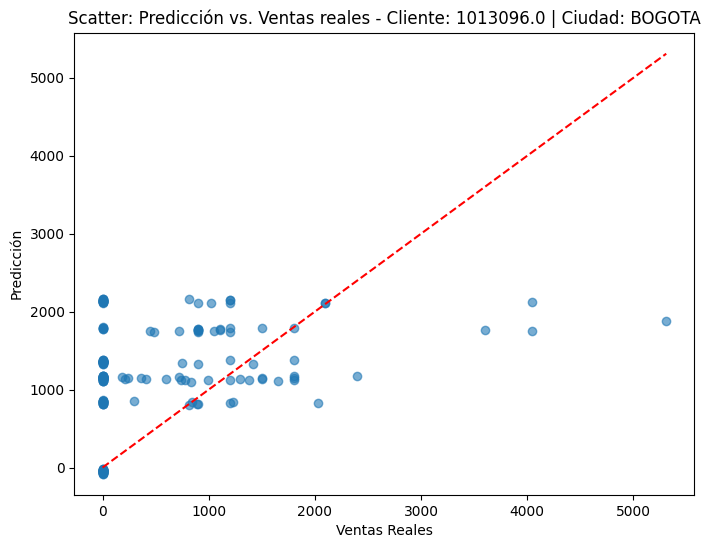 Scatter: Predicción vs. Ventas reales - Cliente: 1013096.0 | Ciudad: BOGOTA
5000
4000
3000
2000
1000
0
Predicción
0 1000 2000 3000 4000 5000
Ventas Reales